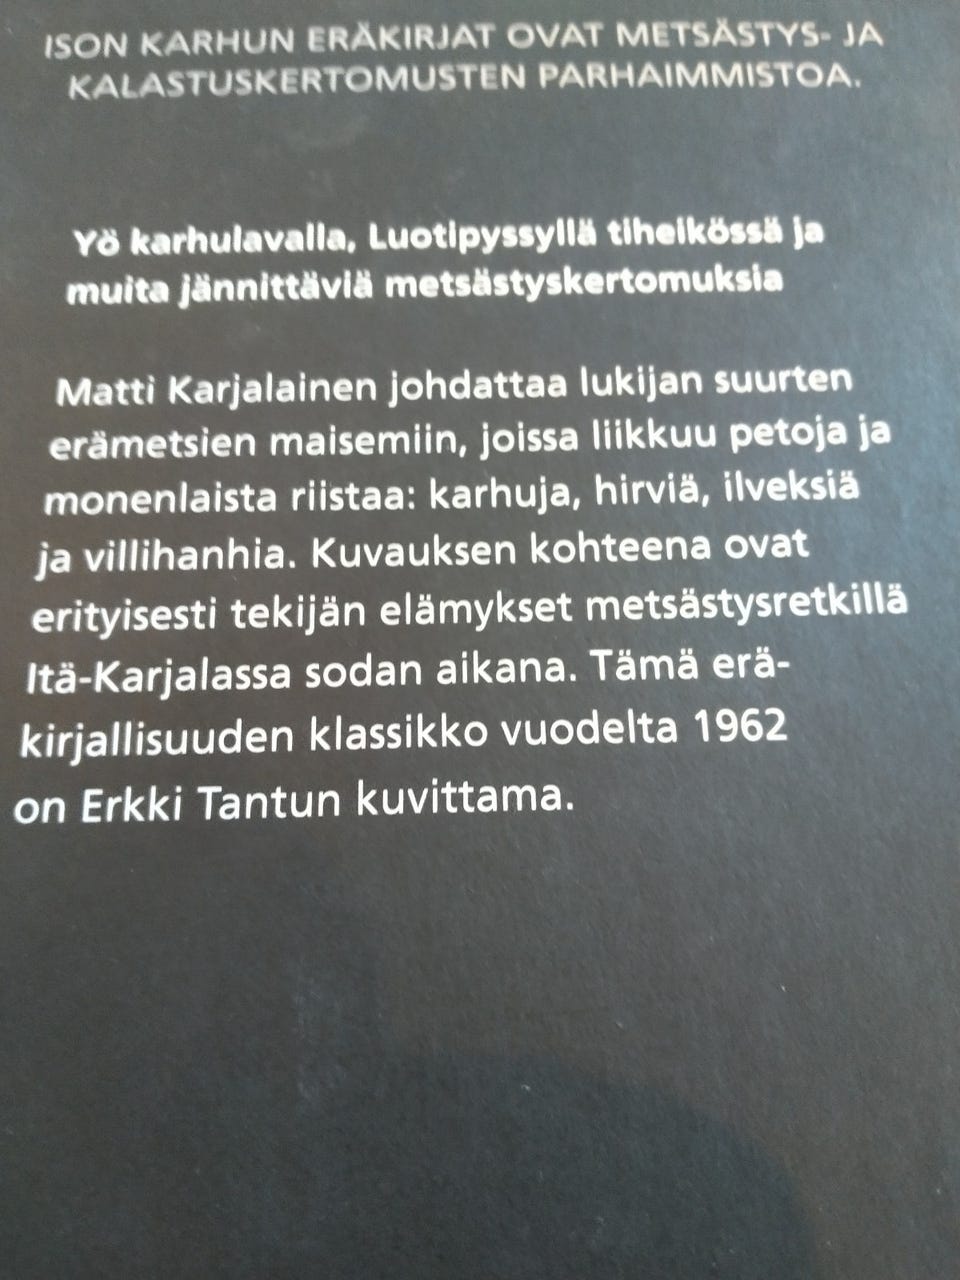 ISON KARHUN ERÄKIRJAT OVAT METSÄSTYS- JA
KALASTUSKERTOMUSTEN PARHAIMMISTOA.
Yö karhulavalla, Luotipyssyllä tiheikössä ja
muita jännittäviä metsästyskertomuksia
Matti Karjalainen johdattaa lukijan suurten
erämetsien maisemiin, joissa liikkuu petoja ja
monenlaista riistaa: karhuja, hirviä, ilveksiä
ja villihanhia. Kuvauksen kohteena ovat
erityisesti tekijän elämykset metsästysretkillä
Itä-Karjalassa sodan aikana. Tämä erä-
kirjallisuuden klassikko vuodelta 1962
on Erkki Tantun kuvittama.